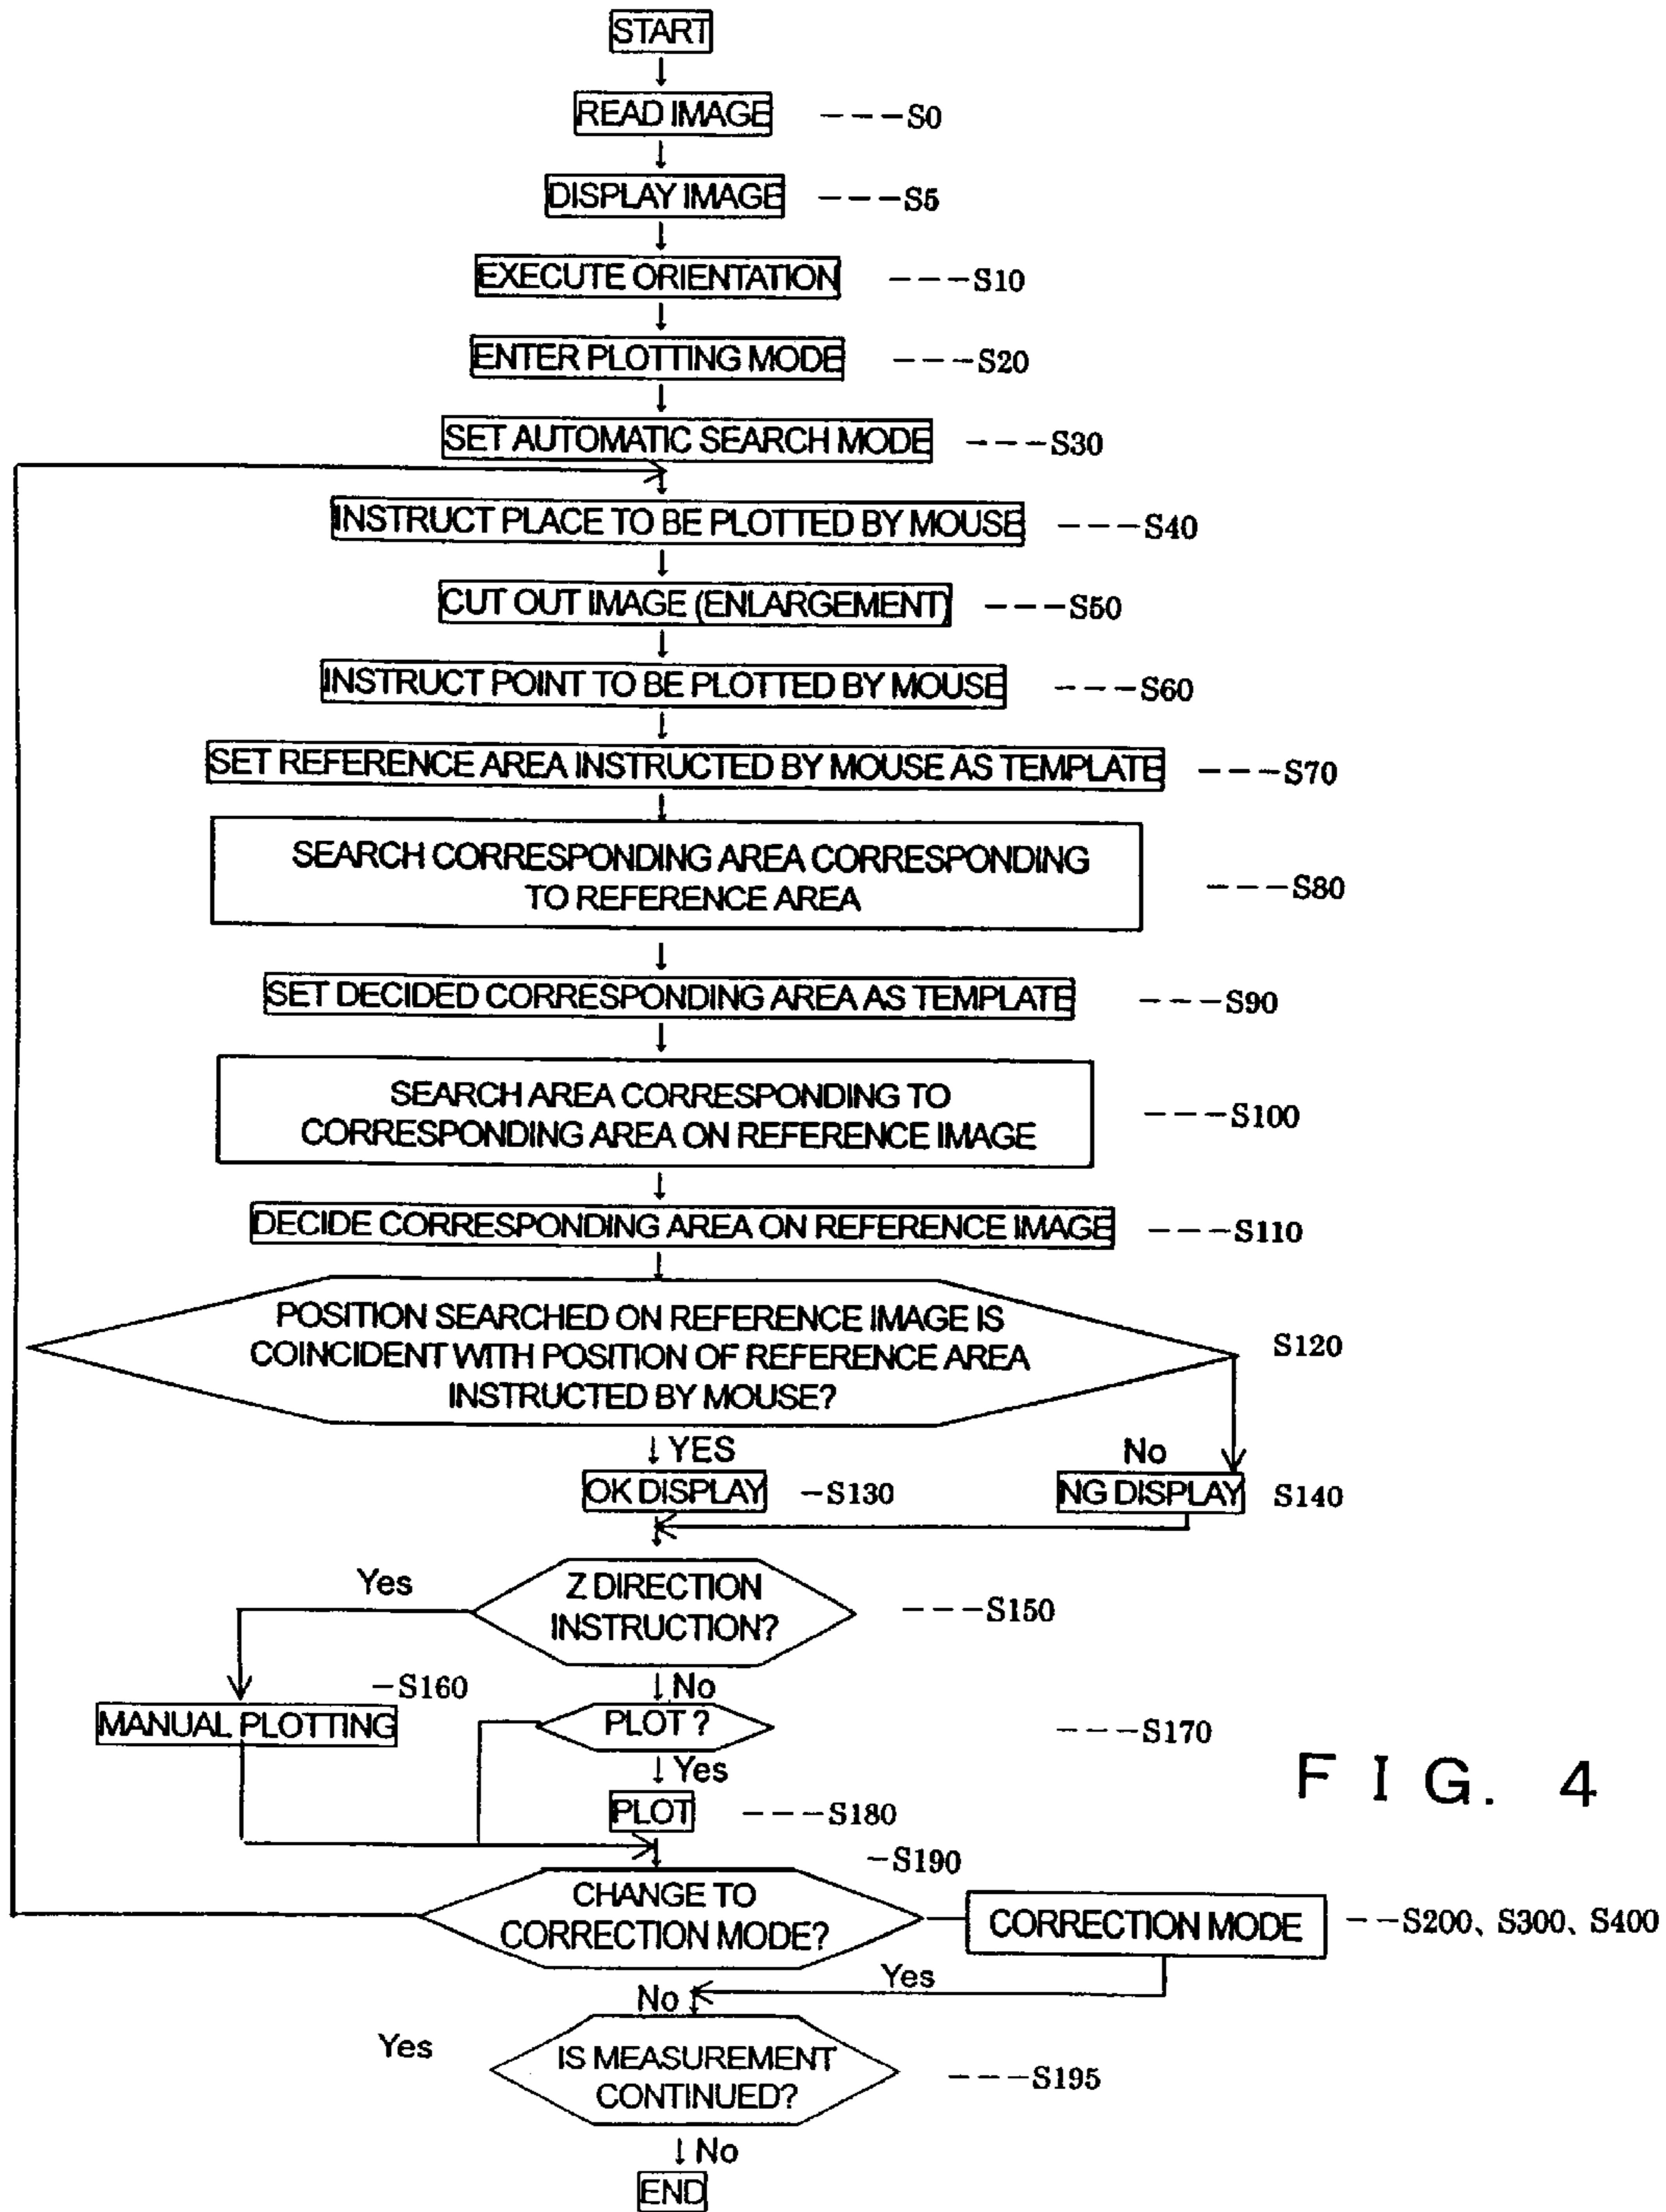 START
READ IMAGE ---S0
DISPLAY IMAGE ---S5
EXECUTE ORIENTATION ---S10
ENTER PLOTTING MODE ---S20
SET AUTOMATIC SEARCH MODE ---S30
INSTRUCT PLACE TO BE PLOTTED BY MOUSE ---S40
CUT OUT IMAGE (ENLARGEMENT) ---S50
INSTRUCT POINT TO BE PLOTTED BY MOUSE ---S60
SET REFERENCE AREA INSTRUCTED BY MOUSE AS TEMPLATE ---S70
SEARCH CORRESPONDING AREA CORRESPONDING
TO REFERENCE AREA
---S80
SET DECIDED CORRESPONDING AREA AS TEMPLATE ---S90
SEARCH AREA CORRESPONDING TO
CORRESPONDING AREA ON REFERENCE IMAGE
---S100
DECIDE CORRESPONDING AREA ON REFERENCE IMAGE ---S110
POSITION SEARCHED ON REFERENCE IMAGE IS
COINCIDENT WITH POSITION OF REFERENCE AREA
INSTRUCTED BY MOUSE?
S120
YES
No
OK DISPLAY -S130
NG DISPLAY S140
Yes
Z DIRECTION
INSTRUCTION?
---S150
No
-S160
MANUAL PLOTTING
PLOT ?
---S170
Yes
PLOT ---S180
FIG. 4
-S190
CHANGE TO
CORRECTION MODE?
CORRECTION MODE --S200、S300、S400
Yes
No
Yes
IS MEASUREMENT
CONTINUED?
---S195
No
END